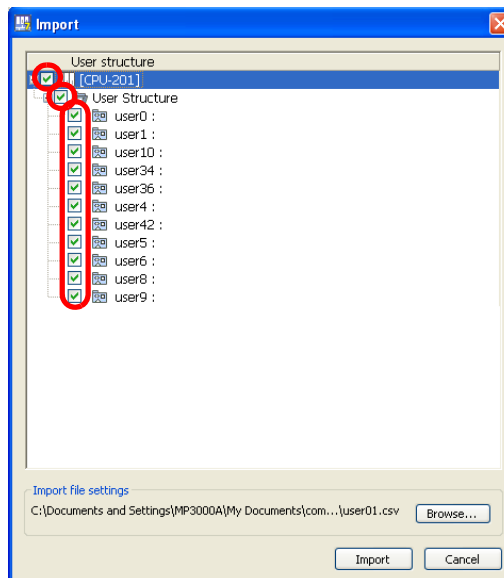 Import
User structure
[CPU-201]
User Structure
user0 :
user1 :
user10 :
user34 :
user36 :
user4 :
user42 :
user5 :
user6 :
user8 :
user9 :
Import file settings
C:\Documents and Settings\MP3000A\My Documents\com...\user01.csv Browse...
Import Cancel